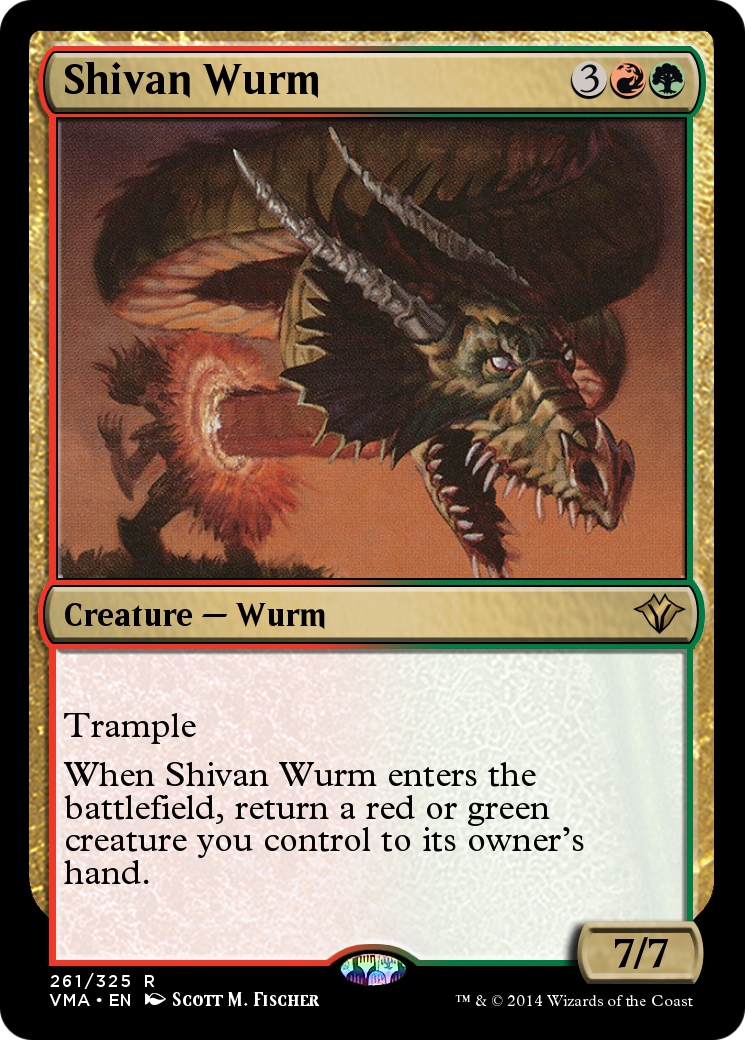 Shivan Wurm 3
Creature — Wurm
Trample
When Shivan Wurm enters the
battlefield, return a red or green
creature you control to its owner's
hand.
7/7
261/325 R
VMA • EN Scott M. Fischer
™ & © 2014 Wizards of the Coast